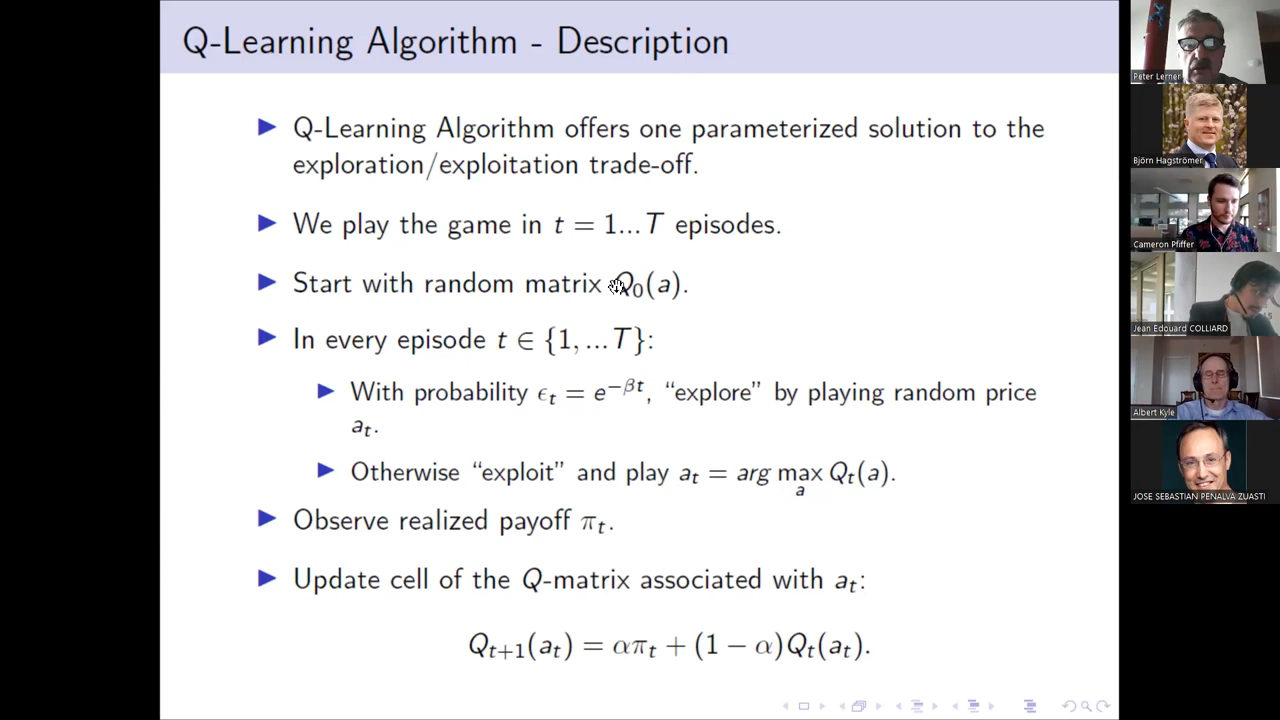 Q-Learning Algorithm - Description
▶ Q-Learning Algorithm offers one parameterized solution to the
exploration/exploitation trade-off.
▶ We play the game in t = 1...T episodes.
▶ Start with random matrix Q₀(a).
▶ In every episode t ∈ {1, ...T}:
▶ With probability ϵₜ = e^{−βt}, “explore” by playing random price
aₜ.
▶ Otherwise “exploit” and play aₜ = arg max_a Qₜ(a).
▶ Observe realized payoff πₜ.
▶ Update cell of the Q-matrix associated with aₜ:
Qₜ₊₁(aₜ) = απₜ + (1 − α)Qₜ(aₜ).
Peter Lerner
Björn Hagströmer
Cameron Pfiffer
Jean Edouard COLLIARD
Albert Kyle
JOSE SEBASTIAN PENALVA ZUASTI